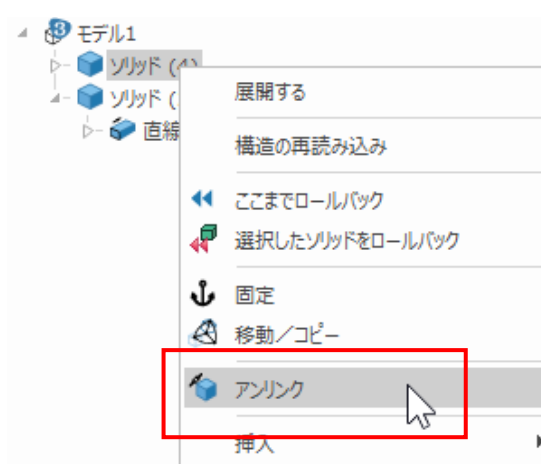 モデル1
ソリッド (4)
ソリッド (
直線
展開する
構造の再読み込み
ここまでロールバック
選択したソリッドをロールバック
固定
移動／コピー
アンリンク
挿入